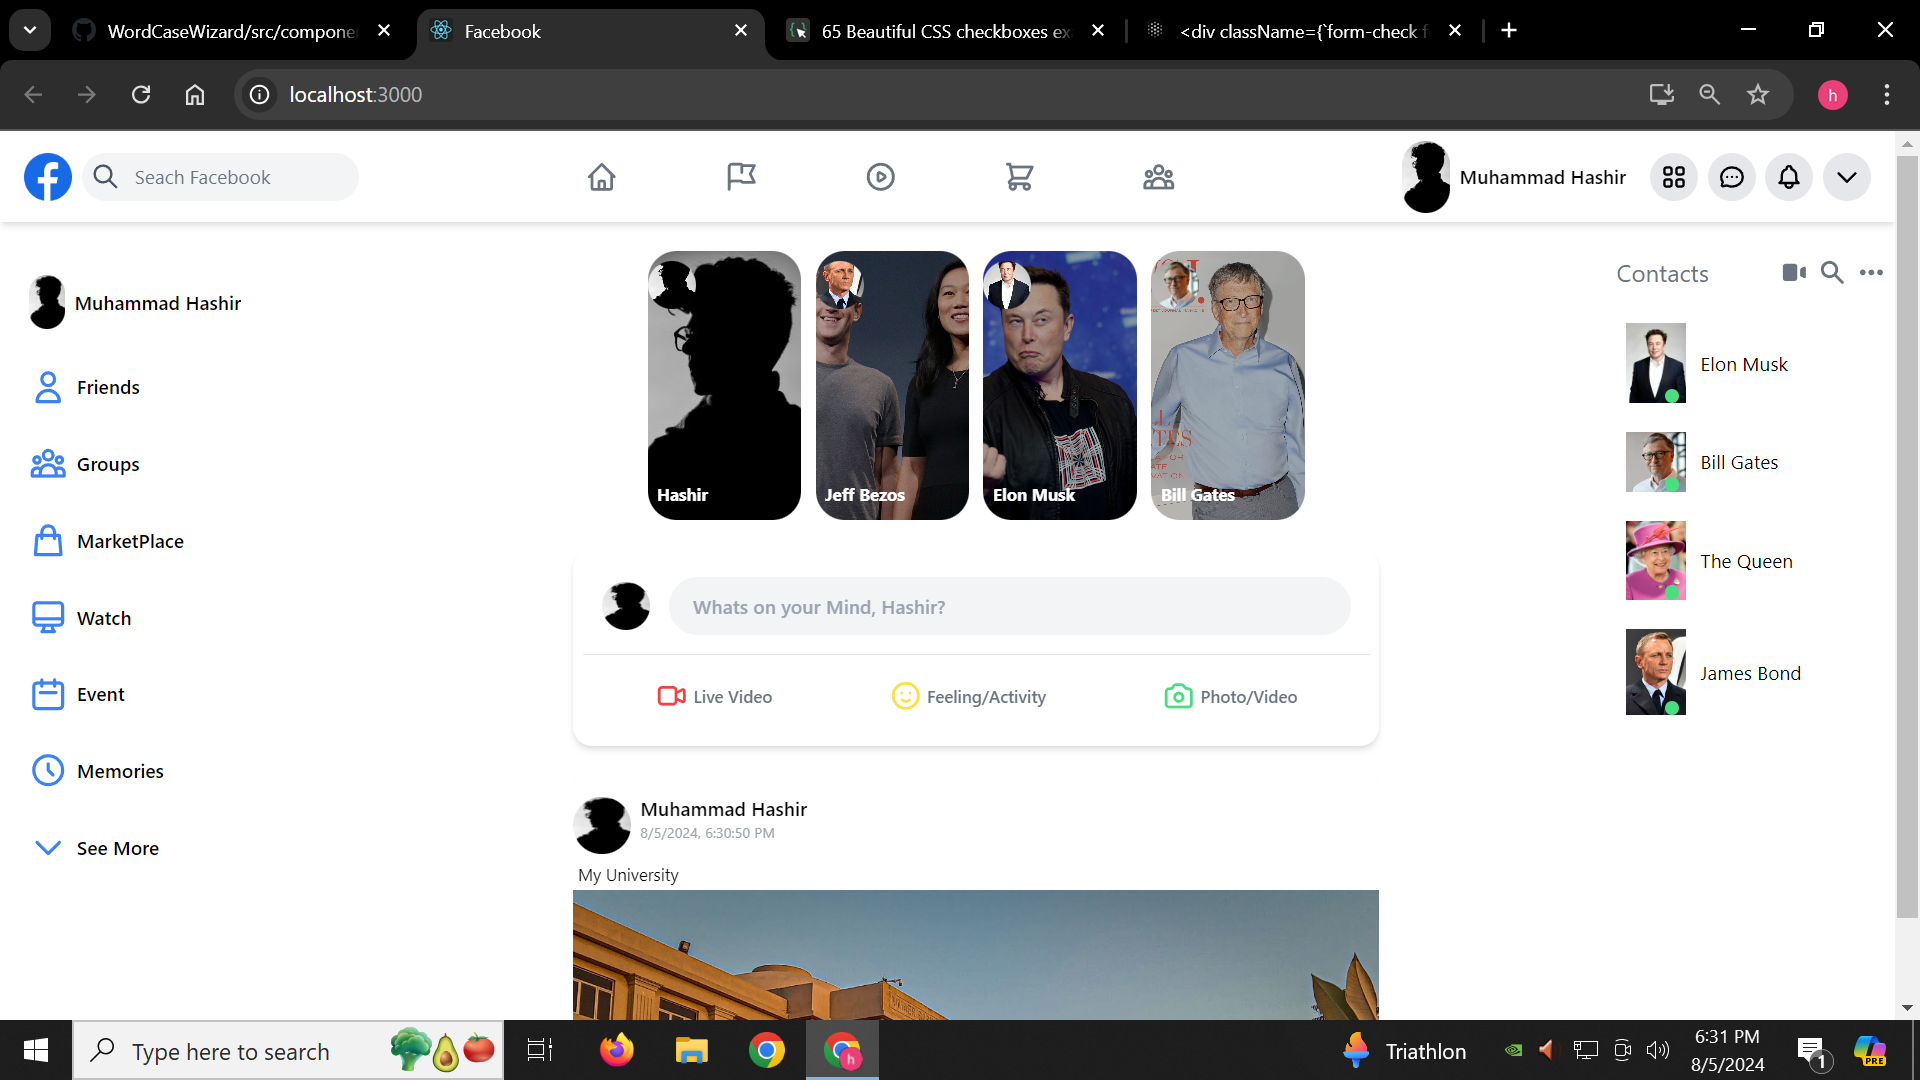 WordCaseWizard/src/compone
Facebook
65 Beautiful CSS checkboxes ex
<div className={`form-check f
localhost:3000
h
Seach Facebook
Muhammad Hashir
Muhammad Hashir
Friends
Groups
MarketPlace
Watch
Event
Memories
See More
Hashir
Jeff Bezos
Elon Musk
Bill Gates
Whats on your Mind, Hashir?
Live Video
Feeling/Activity
Photo/Video
Muhammad Hashir
8/5/2024, 6:30:50 PM
My University
Contacts
Elon Musk
Bill Gates
The Queen
James Bond
Type here to search
h
Triathlon
6:31 PM
8/5/2024
1
PRE